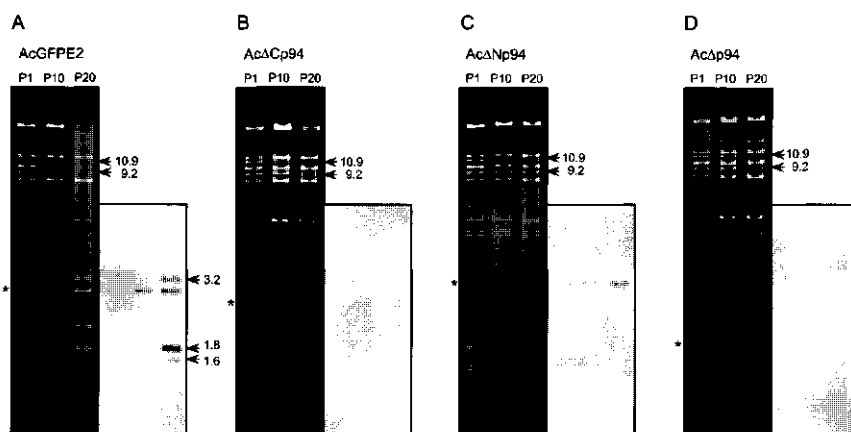 A
B
C
D
AcGFPE2
AcΔCp94
AcΔNp94
AcΔp94
P1 P10 P20
P1 P10 P20
P1 P10 P20
P1 P10 P20
10.9
9.2
10.9
9.2
10.9
9.2
10.9
9.2
*
3.2
1.8
1.6
*
*
*